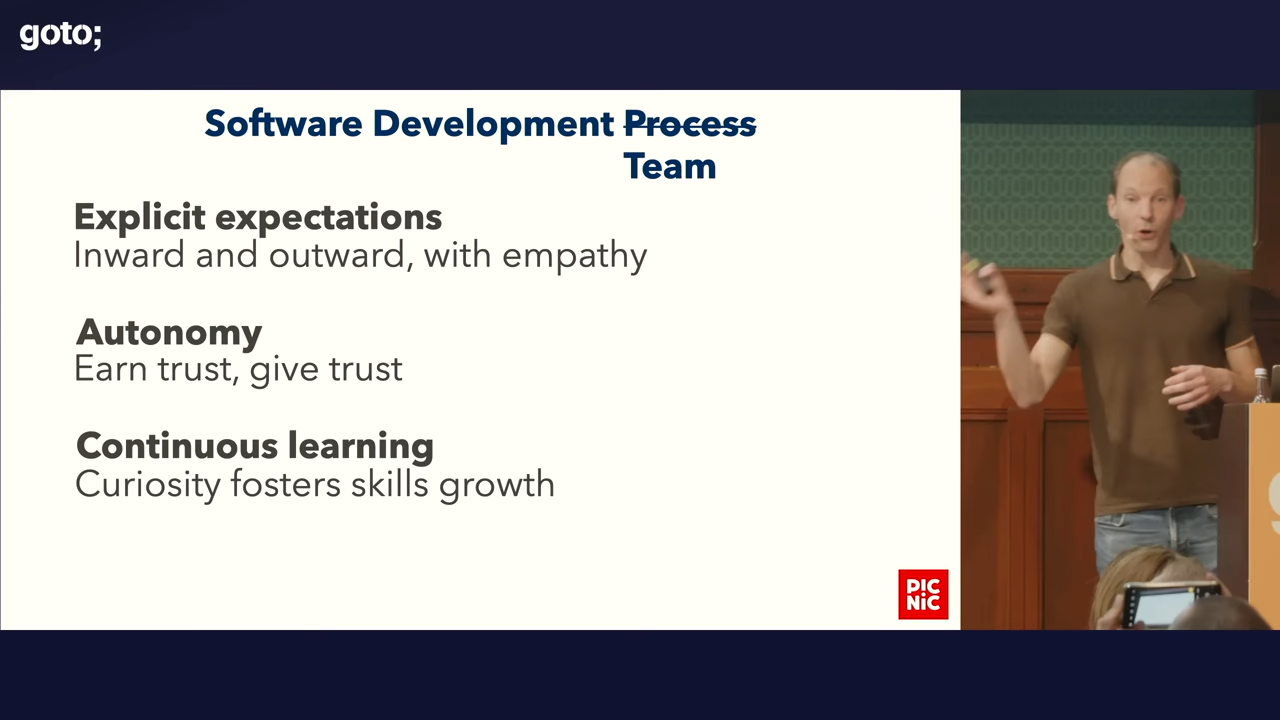 goto;
Software Development Process
Team
Explicit expectations
Inward and outward, with empathy
Autonomy
Earn trust, give trust
Continuous learning
Curiosity fosters skills growth
PIC
NiC